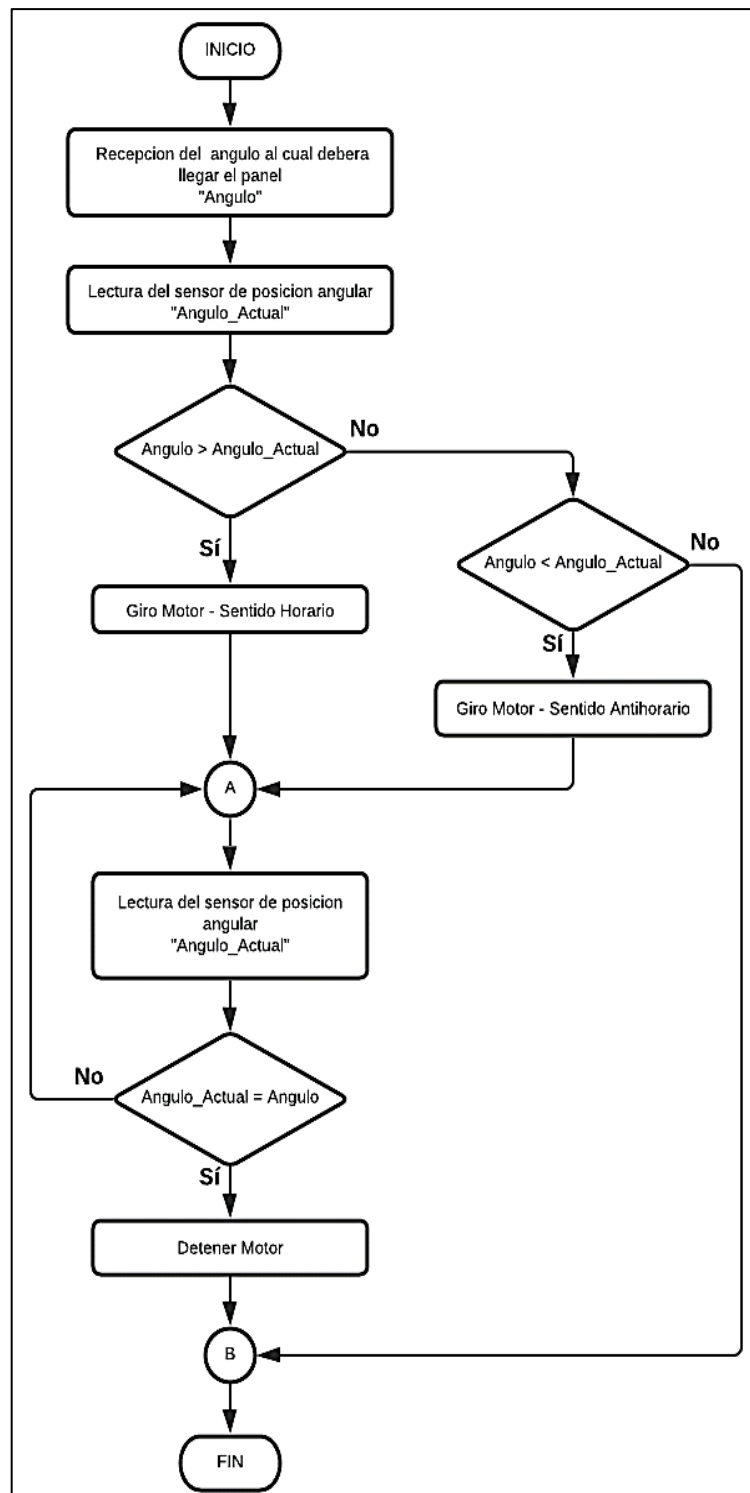 INICIO
Recepcion del angulo al cual debera
llegar el panel
"Angulo"
Lectura del sensor de posicion angular
"Angulo_Actual"
Angulo > Angulo_Actual
No
Sí
Angulo < Angulo_Actual
No
Sí
Giro Motor - Sentido Horario
Giro Motor - Sentido Antihorario
A
Lectura del sensor de posicion
angular
"Angulo_Actual"
Angulo_Actual = Angulo
No
Sí
Detener Motor
B
FIN